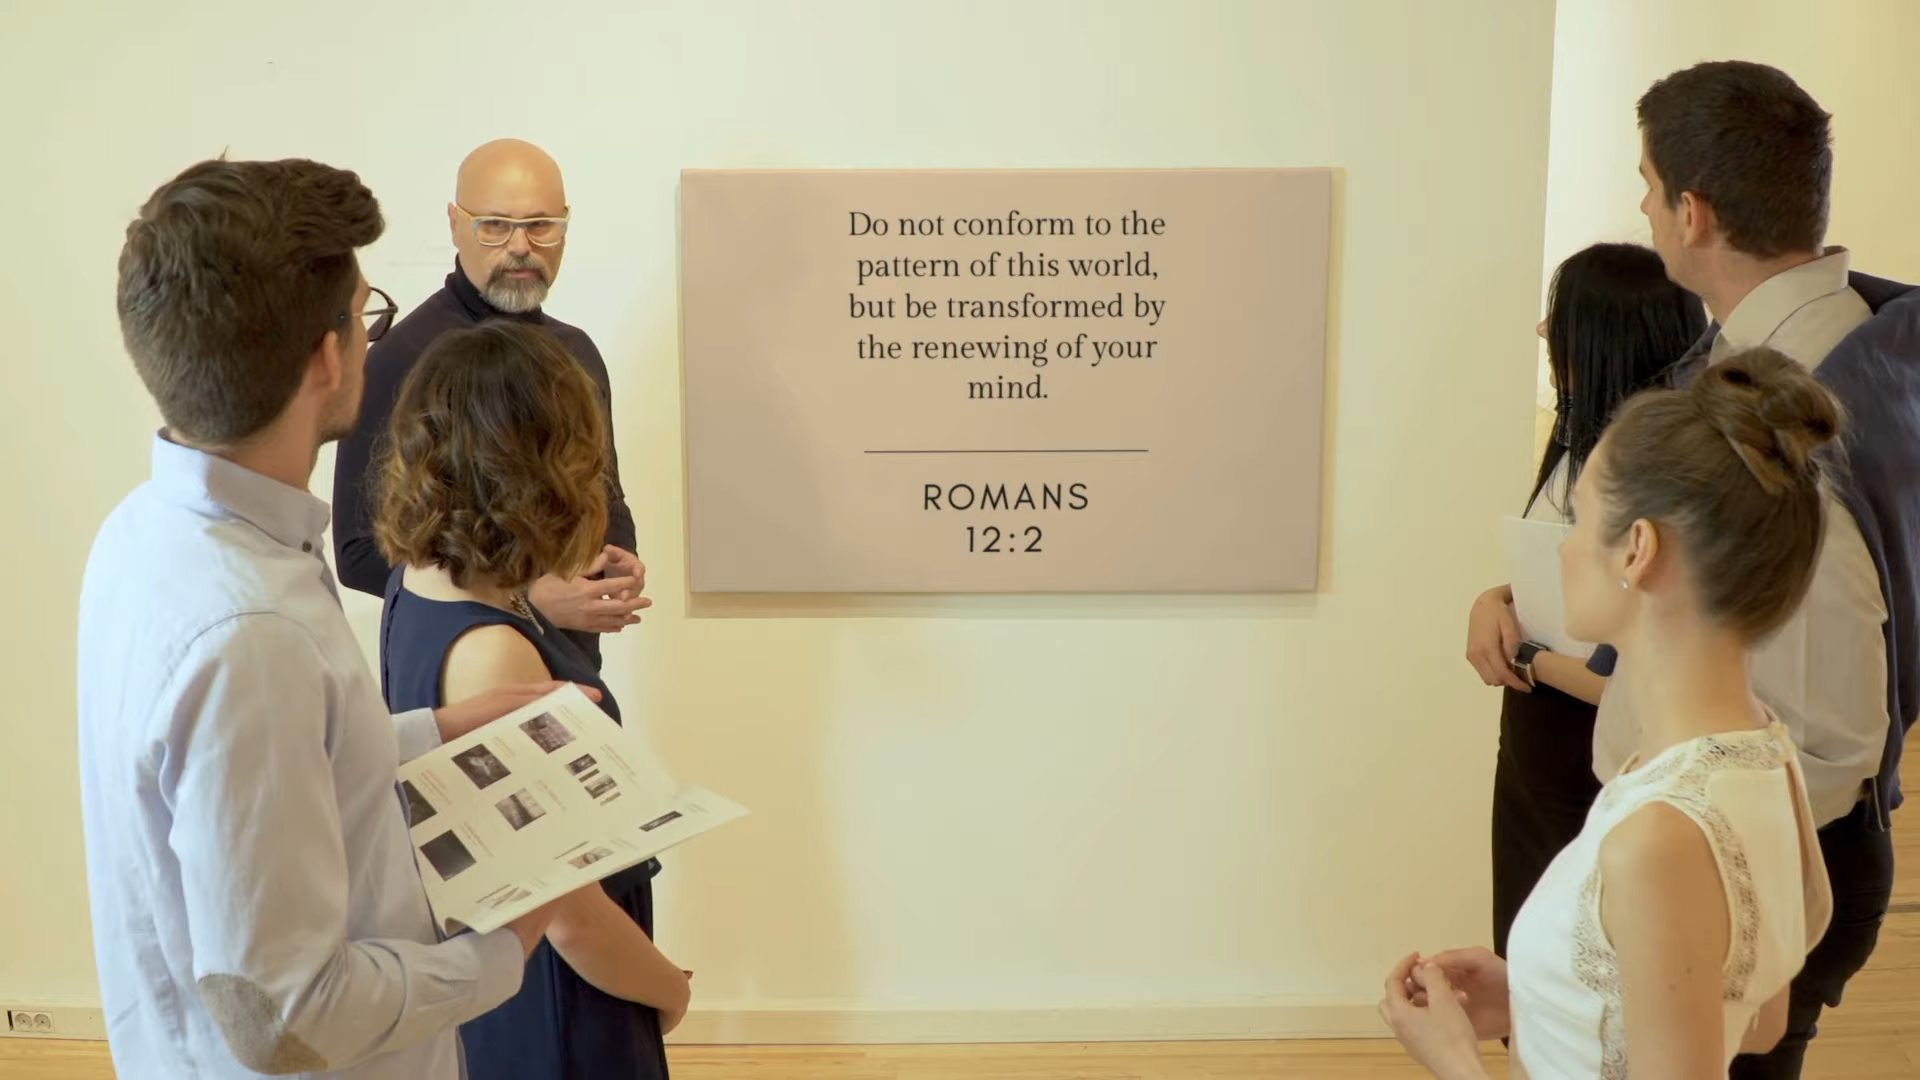 Do not conform to the
pattern of this world,
but be transformed by
the renewing of your
mind.
ROMANS
12:2